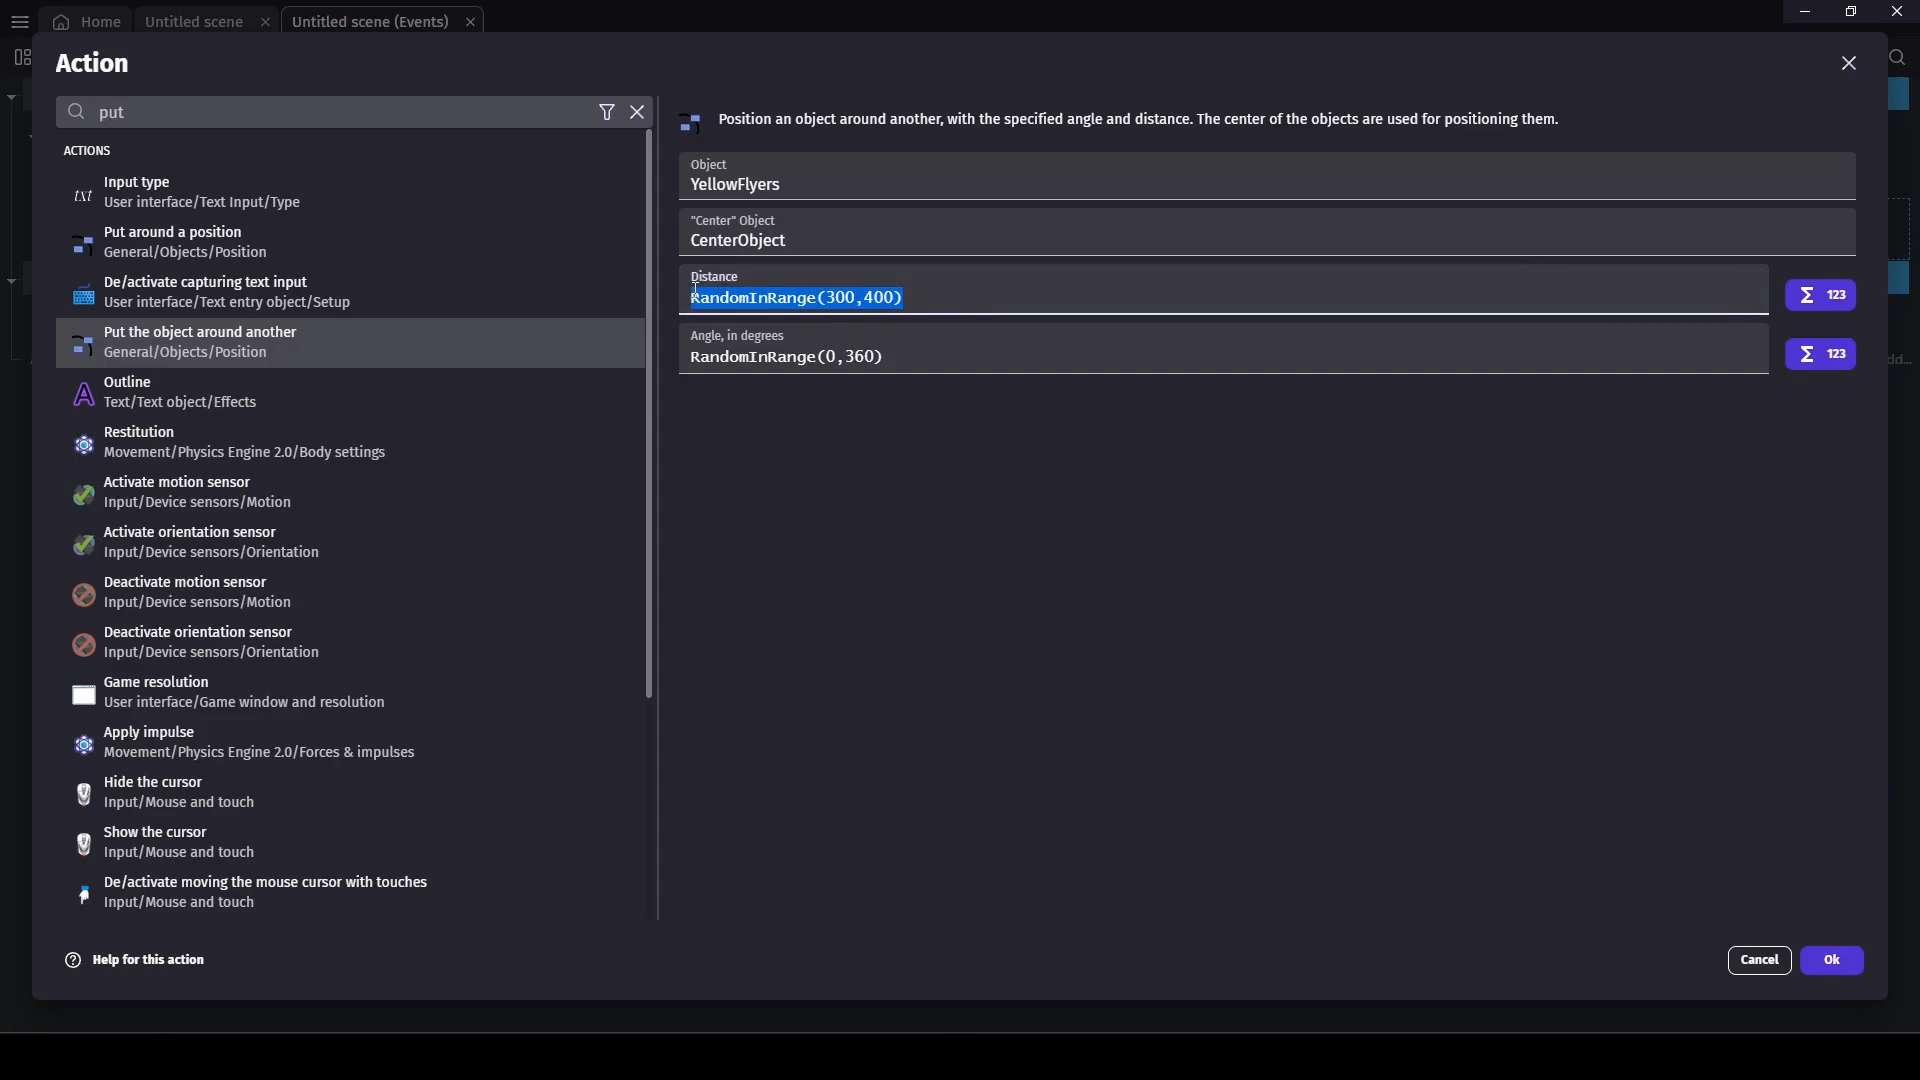 Home
Untitled scene
Untitled scene (Events)
Action
put
ACTIONS
txt
Input type
User interface/Text Input/Type
Put around a position
General/Objects/Position
De/activate capturing text input
User interface/Text entry object/Setup
Put the object around another
General/Objects/Position
Outline
Text/Text object/Effects
Restitution
Movement/Physics Engine 2.0/Body settings
Activate motion sensor
Input/Device sensors/Motion
Activate orientation sensor
Input/Device sensors/Orientation
Deactivate motion sensor
Input/Device sensors/Motion
Deactivate orientation sensor
Input/Device sensors/Orientation
Game resolution
User interface/Game window and resolution
Apply impulse
Movement/Physics Engine 2.0/Forces & impulses
Hide the cursor
Input/Mouse and touch
Show the cursor
Input/Mouse and touch
De/activate moving the mouse cursor with touches
Input/Mouse and touch
Help for this action
Position an object around another, with the specified angle and distance. The center of the objects are used for positioning them.
Object
YellowFlyers
"Center" Object
CenterObject
Distance
RandomInRange(300,400)
Σ 123
Angle, in degrees
RandomInRange(0,360)
Σ 123
Cancel
Ok